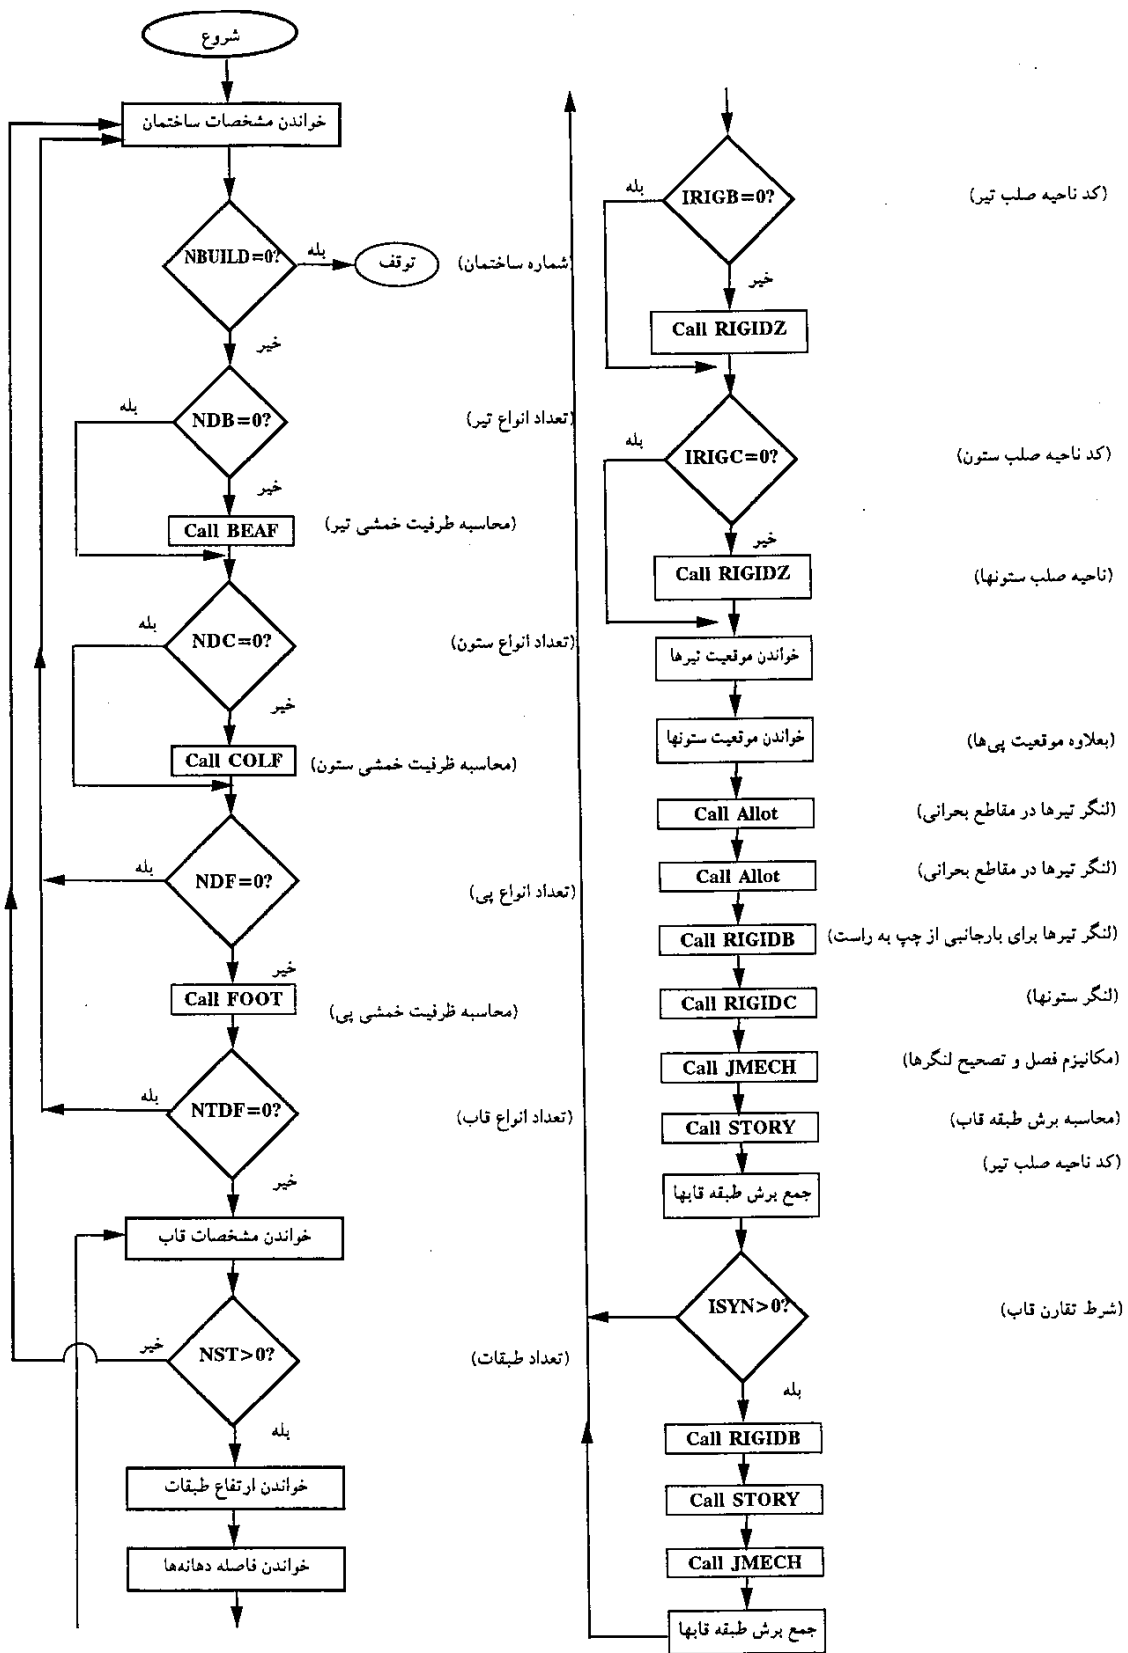 شروع
خواندن مشخصات ساختمان
NBUILD=0?
بله
توقف
(شماره ساختمان)
خیر
NDB=0?
بله
(تعداد انواع تیر)
خیر
Call BEAF
(محاسبه ظرفیت خمشی تیر)
NDC=0?
بله
(تعداد انواع ستون)
خیر
Call COLF
(محاسبه ظرفیت خمشی ستون)
NDF=0?
بله
(تعداد انواع پی)
خیر
Call FOOT
(محاسبه ظرفیت خمشی پی)
NTDF=0?
بله
(تعداد انواع قاب)
خیر
خواندن مشخصات قاب
NST>0?
خیر
(تعداد طبقات)
بله
خواندن ارتفاع طبقات
خواندن فاصله دهانه‌ها
IRIGB=0?
بله
(کد ناحیه صلب تیر)
خیر
Call RIGIDZ
IRIGC=0?
بله
(کد ناحیه صلب ستون)
خیر
Call RIGIDZ
(ناحیه صلب ستونها)
خواندن موقعیت تیرها
خواندن موقعیت ستونها
(بعلاوه موقعیت پی‌ها)
Call Allot
(لنگر تیرها در مقاطع بحرانی)
Call Allot
(لنگر تیرها در مقاطع بحرانی)
Call RIGIDB
(لنگر تیرها برای بارجانبی از چپ به راست)
Call RIGIDC
(لنگر ستونها)
Call JMECH
(مکانیزم فصل و تصحیح لنگرها)
Call STORY
(محاسبه برش طبقه قاب)
(کد ناحیه صلب تیر)
جمع برش طبقه قابها
ISYN>0?
(شرط تقارن قاب)
بله
Call RIGIDB
Call STORY
Call JMECH
جمع برش طبقه قابها